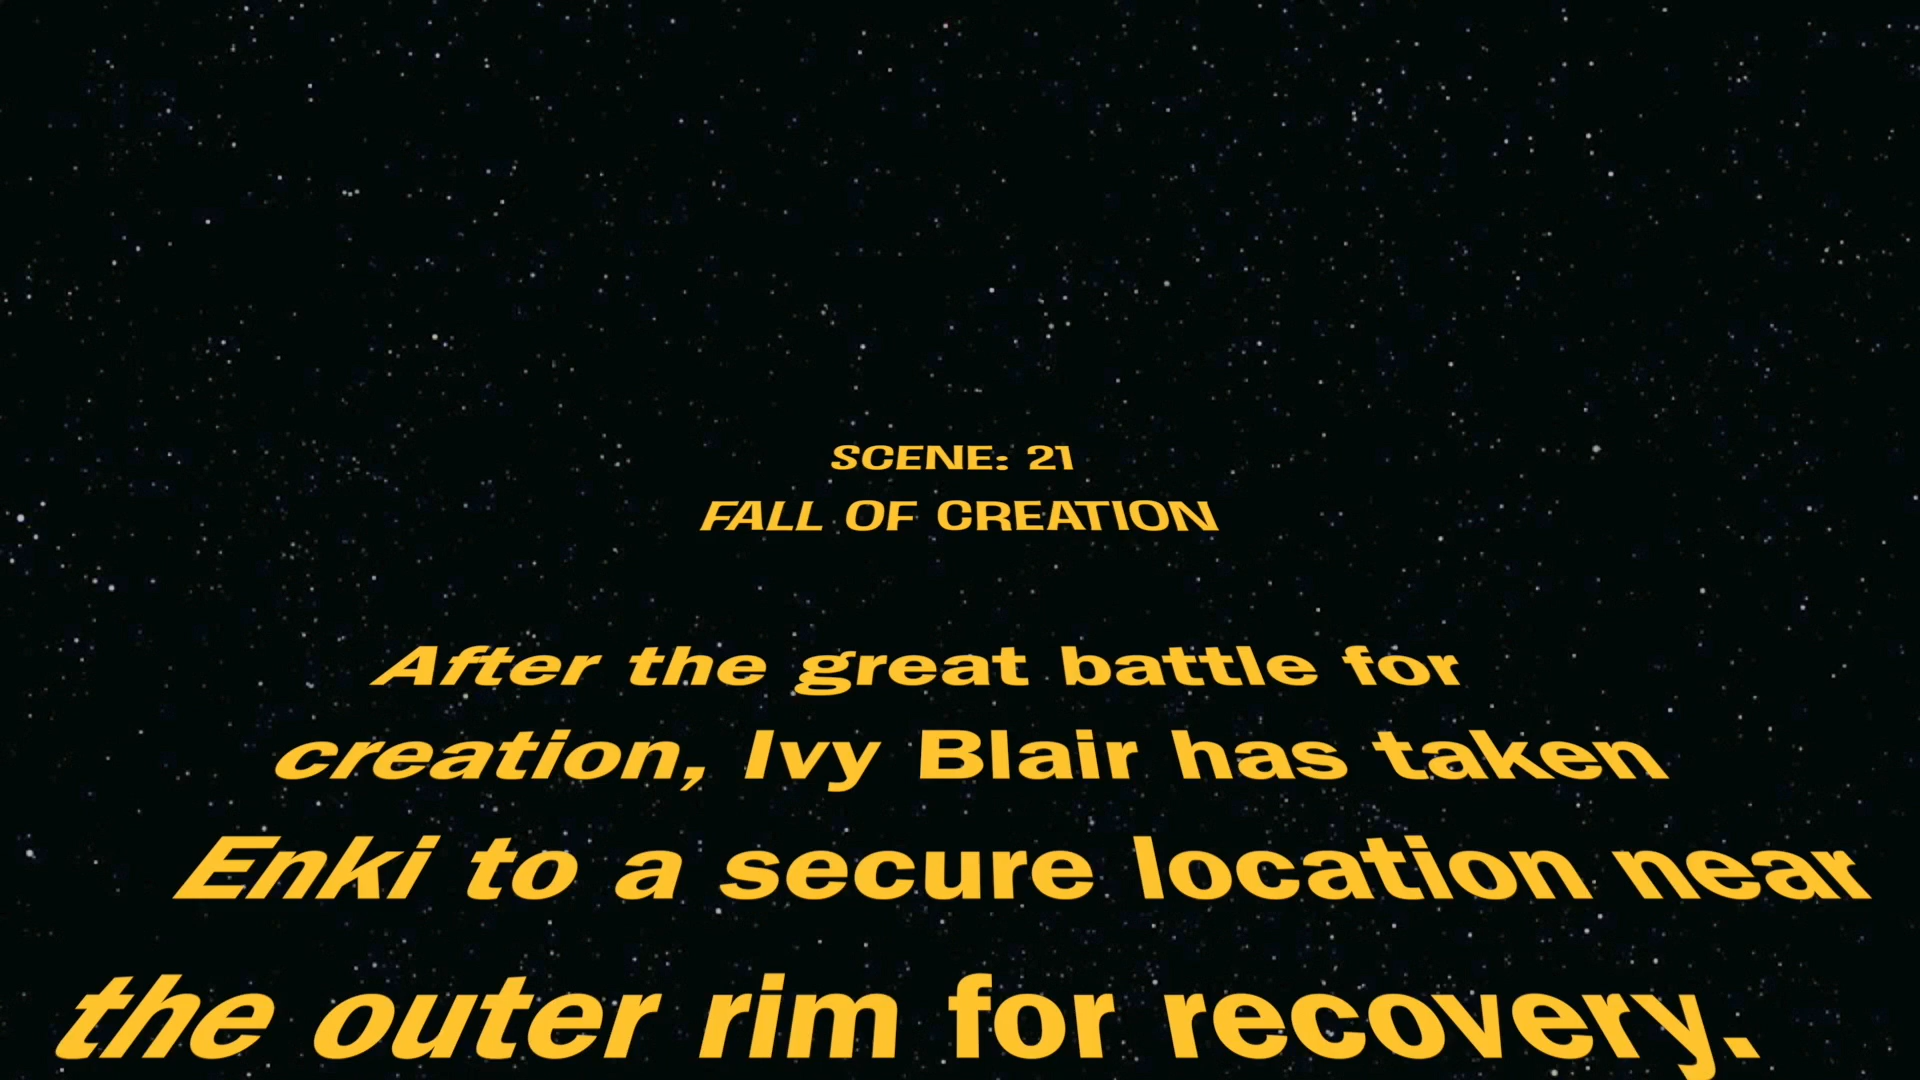 SCENE: 21
FALL OF CREATION
After the great battle for
creation, Ivy Blair has taken
Enki to a secure location near
the outer rim for recovery.